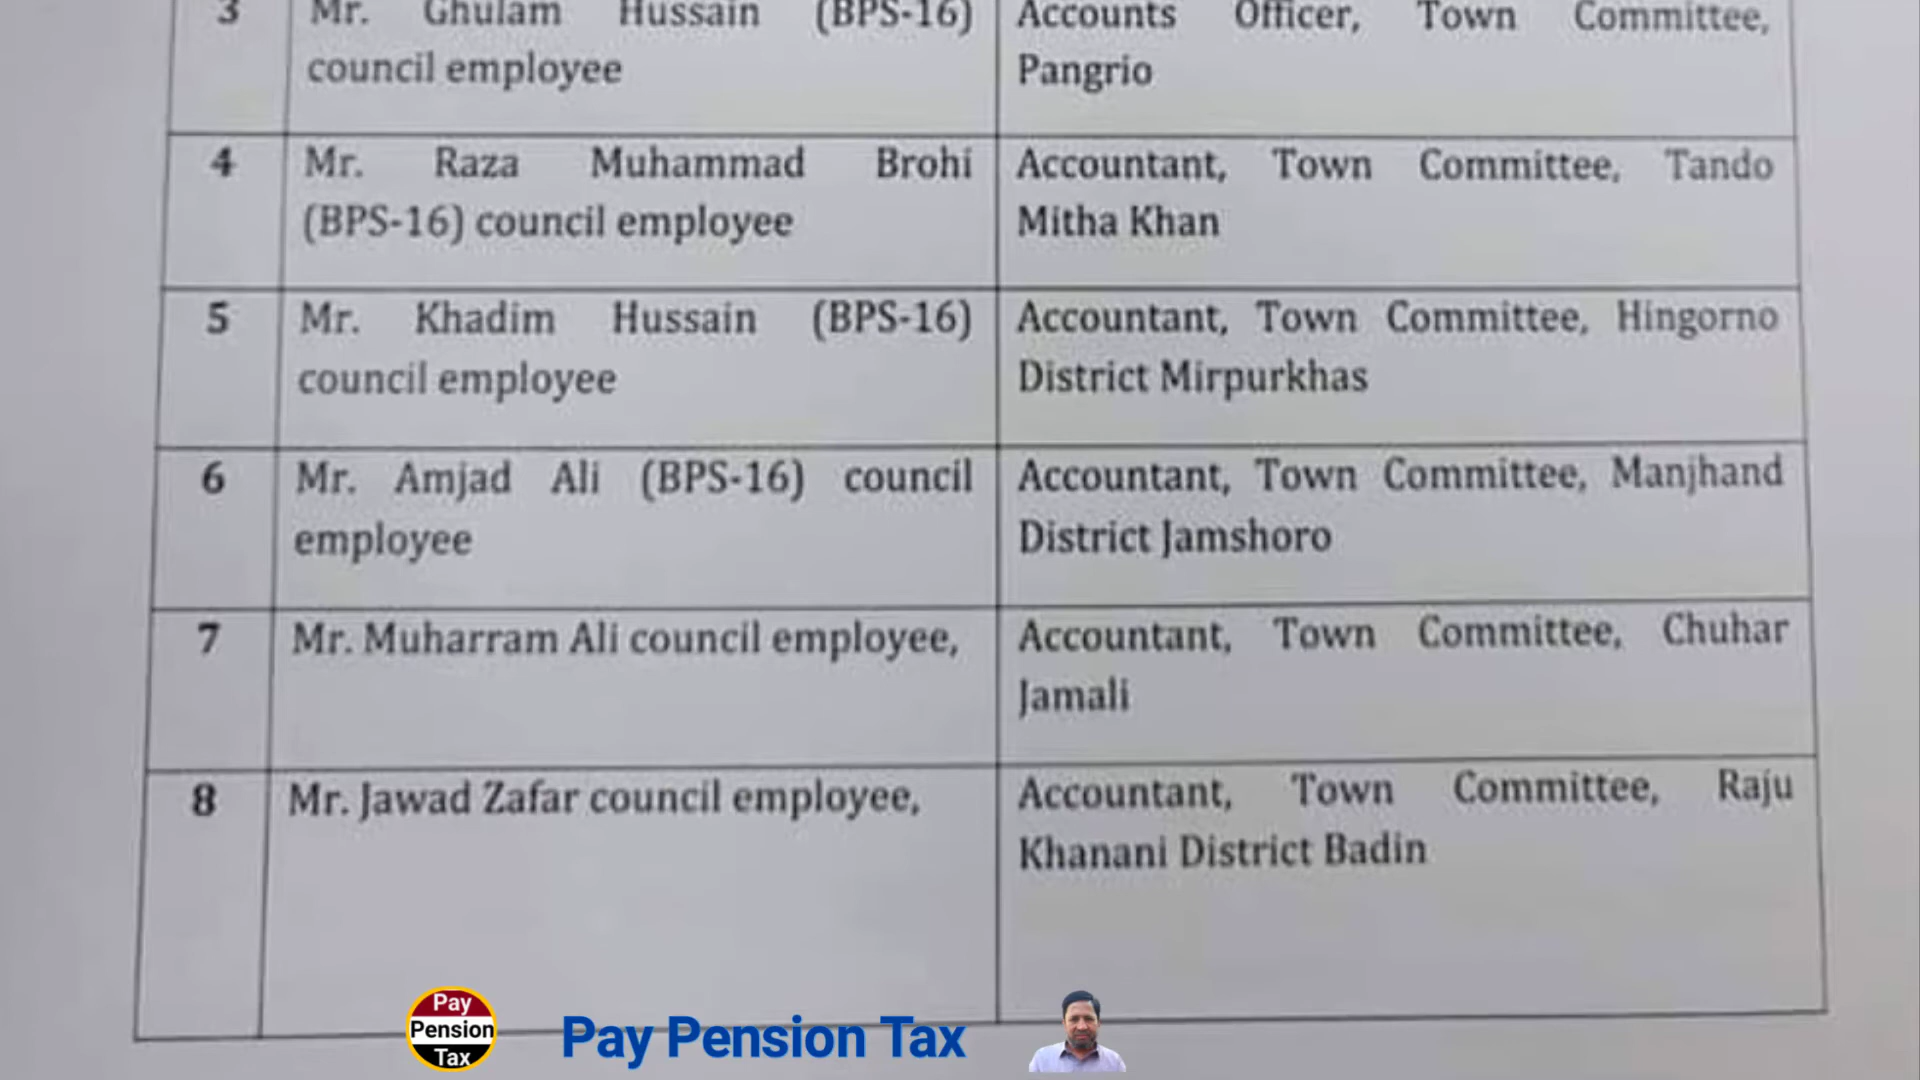 3 Mr. Ghulam Hussain (BPS-16) Accounts Officer, Town Committee,
council employee Pangrio
4 Mr. Raza Muhammad Brohi Accountant, Town Committee, Tando
(BPS-16) council employee Mitha Khan
5 Mr. Khadim Hussain (BPS-16) Accountant, Town Committee, Hingorno
council employee District Mirpurkhas
6 Mr. Amjad Ali (BPS-16) council Accountant, Town Committee, Manjhand
employee District Jamshoro
7 Mr. Muharram Ali council employee, Accountant, Town Committee, Chuhar
Jamali
8 Mr. Jawad Zafar council employee, Accountant, Town Committee, Raju
Khanani District Badin
Pay
Pension
Tax
Pay Pension Tax